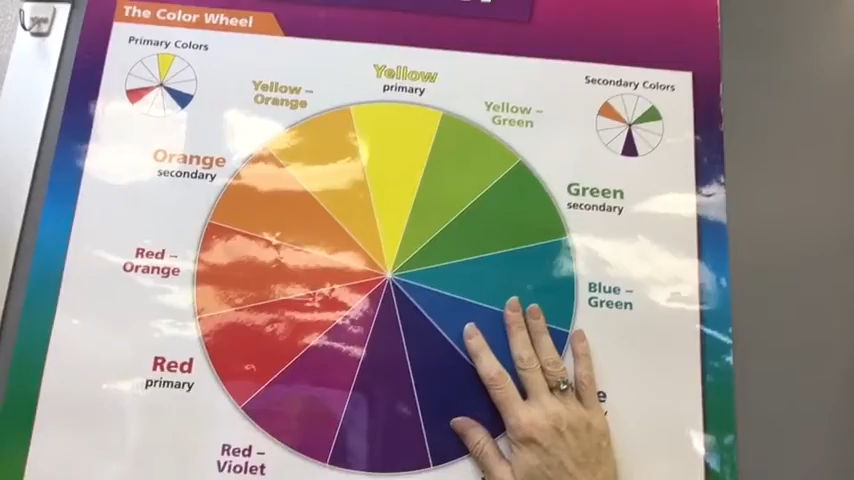 The Color Wheel
Primary Colors
Secondary Colors
Yellow
primary
Yellow –
Orange
Yellow –
Green
Orange
secondary
Green
secondary
Red –
Orange
Blue –
Green
Red
primary
Red –
Violet